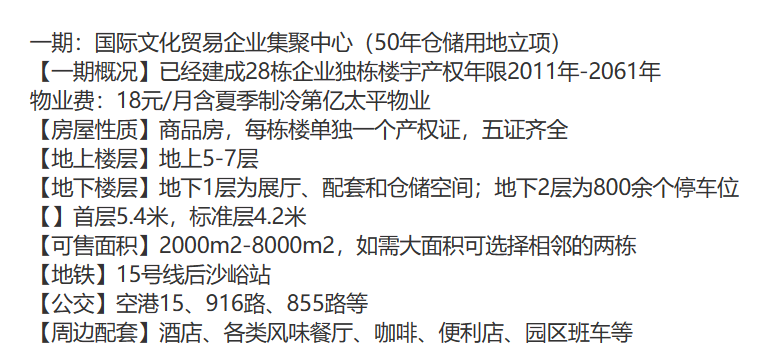 一期：国际文化贸易企业集聚中心（50年仓储用地立项）
【一期概况】已经建成28栋企业独栋楼宇产权年限2011年-2061年
物业费：18元/月含夏季制冷第亿太平物业
【房屋性质】商品房，每栋楼单独一个产权证，五证齐全
【地上楼层】地上5-7层
【地下楼层】地下1层为展厅、配套和仓储空间；地下2层为800余个停车位
【】首层5.4米，标准层4.2米
【可售面积】2000m2-8000m2，如需大面积可选择相邻的两栋
【地铁】15号线后沙峪站
【公交】空港15、916路、855路等
【周边配套】酒店、各类风味餐厅、咖啡、便利店、园区班车等